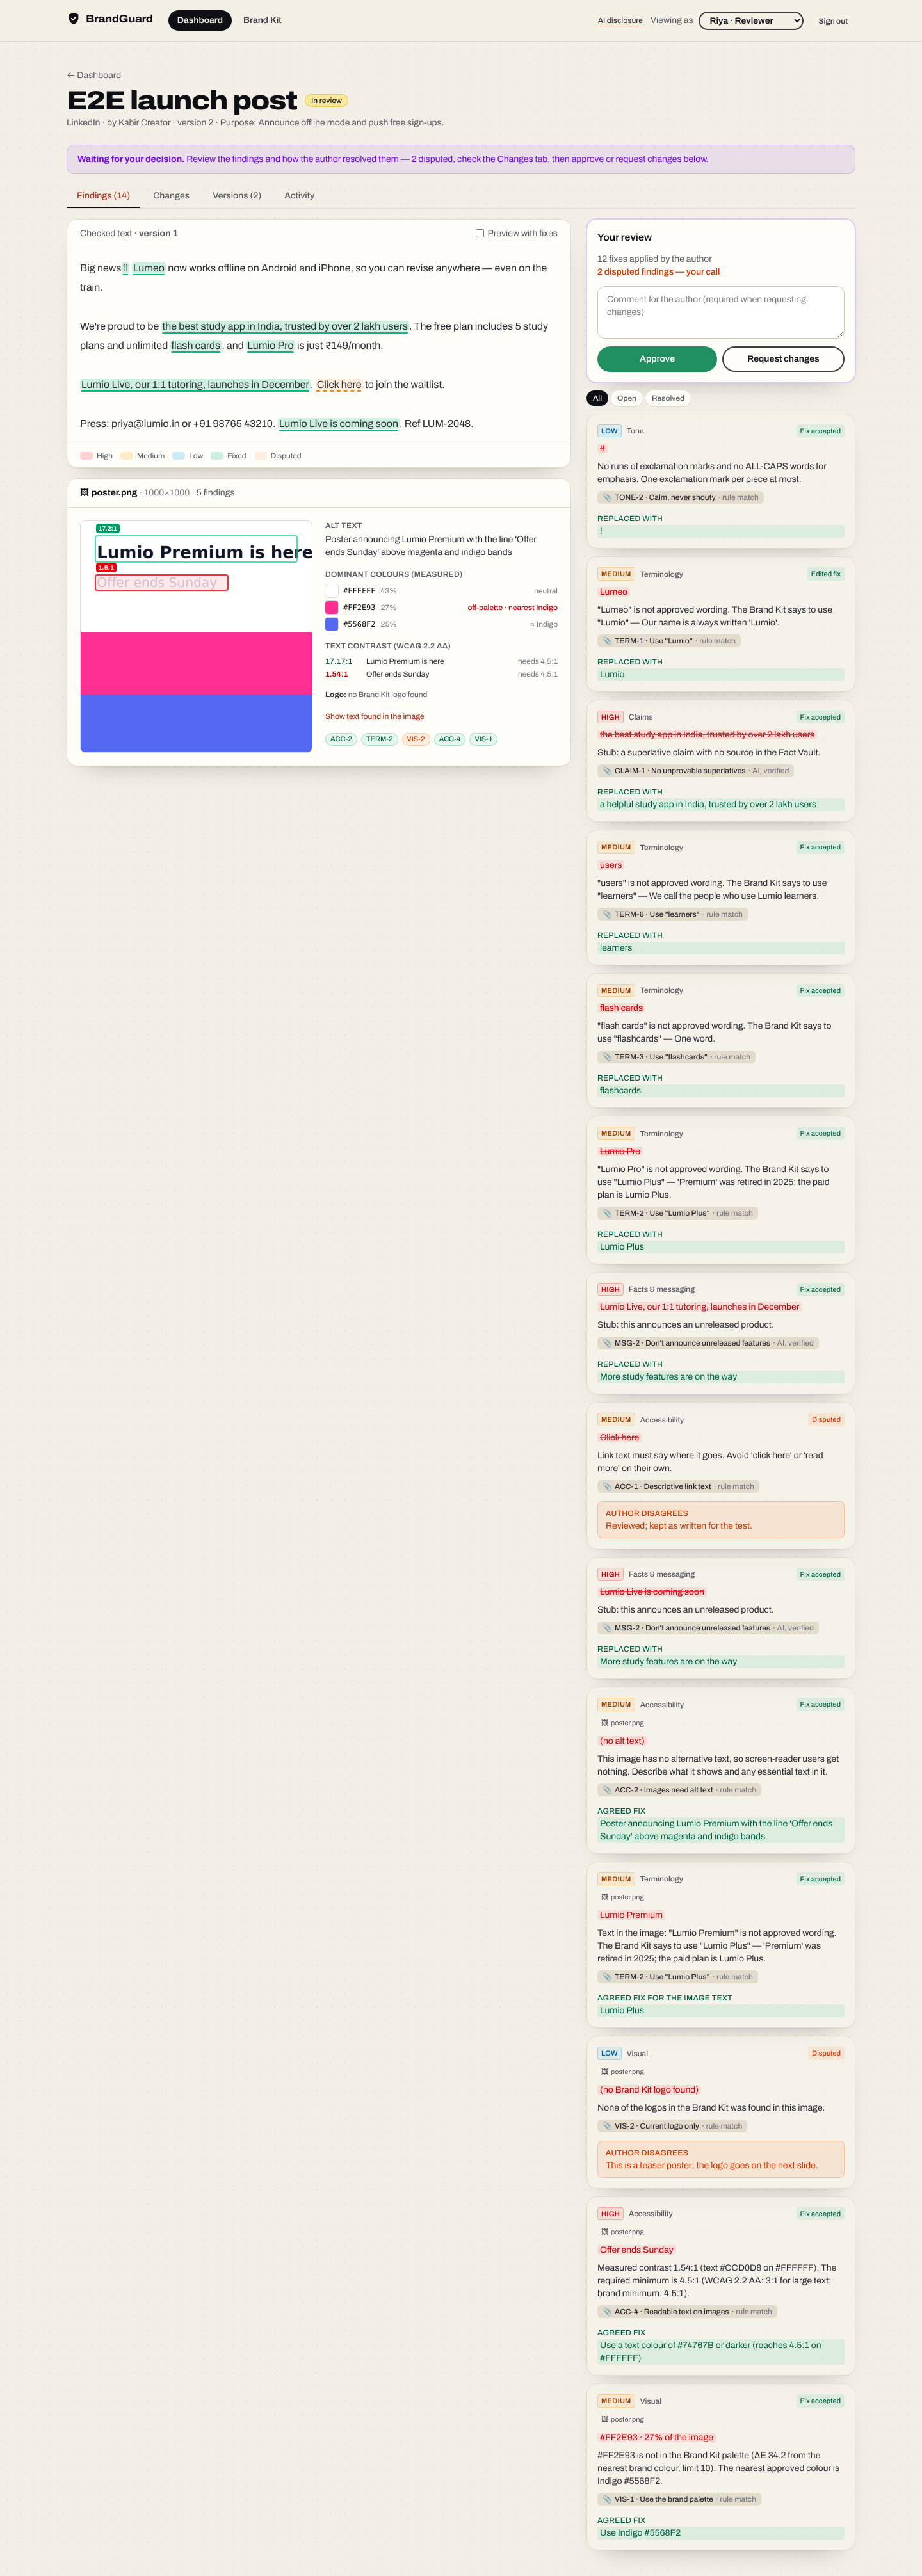 BrandGuard
Dashboard
Brand Kit
AI disclosure
Viewing as
Riya · Reviewer
Sign out
← Dashboard
E2E launch post
In review
LinkedIn · by Kabir Creator · version 2 · Purpose: Announce offline mode and push free sign-ups.
Waiting for your decision. Review the findings and how the author resolved them — 2 disputed, check the Changes tab, then approve or request changes below.
Findings (14)
Changes
Versions (2)
Activity
Checked text · version 1
Preview with fixes
Big news!! Lumeo now works offline on Android and iPhone, so you can revise anywhere — even on the
train.
We're proud to be the best study app in India, trusted by over 2 lakh users. The free plan includes 5 study
plans and unlimited flash cards, and Lumio Pro is just ₹149/month.
Lumio Live, our 1:1 tutoring, launches in December. Click here to join the waitlist.
Press: priya@lumio.in or +91 98765 43210. Lumio Live is coming soon. Ref LUM-2048.
High
Medium
Low
Fixed
Disputed
poster.png · 1000×1000 · 5 findings
17.2:1
Lumio Premium is here
1.5:1
Offer ends Sunday
ALT TEXT
Poster announcing Lumio Premium with the line 'Offer
ends Sunday' above magenta and indigo bands
DOMINANT COLOURS (MEASURED)
#FFFFFF 43% neutral
#FF2E93 27% off-palette · nearest Indigo
#5568F2 25% ≈ Indigo
TEXT CONTRAST (WCAG 2.2 AA)
17.17:1 Lumio Premium is here needs 4.5:1
1.54:1 Offer ends Sunday needs 4.5:1
Logo: no Brand Kit logo found
Show text found in the image
ACC-2
TERM-2
VIS-2
ACC-4
VIS-1
Your review
12 fixes applied by the author
2 disputed findings — your call
Comment for the author (required when requesting
changes)
Approve
Request changes
All
Open
Resolved
LOW Tone Fix accepted
!!
No runs of exclamation marks and no ALL-CAPS words for
emphasis. One exclamation mark per piece at most.
TONE-2 · Calm, never shouty · rule match
REPLACED WITH
!
MEDIUM Terminology Edited fix
Lumeo
"Lumeo" is not approved wording. The Brand Kit says to use
"Lumio" — Our name is always written 'Lumio'.
TERM-1 · Use "Lumio" · rule match
REPLACED WITH
Lumio
HIGH Claims Fix accepted
the best study app in India, trusted by over 2 lakh users
Stub: a superlative claim with no source in the Fact Vault.
CLAIM-1 · No unprovable superlatives · AI, verified
REPLACED WITH
a helpful study app in India, trusted by over 2 lakh users
MEDIUM Terminology Fix accepted
users
"users" is not approved wording. The Brand Kit says to use
"learners" — We call the people who use Lumio learners.
TERM-6 · Use "learners" · rule match
REPLACED WITH
learners
MEDIUM Terminology Fix accepted
flash cards
"flash cards" is not approved wording. The Brand Kit says to
use "flashcards" — One word.
TERM-3 · Use "flashcards" · rule match
REPLACED WITH
flashcards
MEDIUM Terminology Fix accepted
Lumio Pro
"Lumio Pro" is not approved wording. The Brand Kit says to
use "Lumio Plus" — 'Premium' was retired in 2025; the paid
plan is Lumio Plus.
TERM-2 · Use "Lumio Plus" · rule match
REPLACED WITH
Lumio Plus
HIGH Facts & messaging Fix accepted
Lumio Live, our 1:1 tutoring, launches in December
Stub: this announces an unreleased product.
MSG-2 · Don't announce unreleased features · AI, verified
REPLACED WITH
More study features are on the way
MEDIUM Accessibility Disputed
Click here
Link text must say where it goes. Avoid 'click here' or 'read
more' on their own.
ACC-1 · Descriptive link text · rule match
AUTHOR DISAGREES
Reviewed; kept as written for the test.
HIGH Facts & messaging Fix accepted
Lumio Live is coming soon
Stub: this announces an unreleased product.
MSG-2 · Don't announce unreleased features · AI, verified
REPLACED WITH
More study features are on the way
MEDIUM Accessibility Fix accepted
poster.png
(no alt text)
This image has no alternative text, so screen-reader users get
nothing. Describe what it shows and any essential text in it.
ACC-2 · Images need alt text · rule match
AGREED FIX
Poster announcing Lumio Premium with the line 'Offer ends
Sunday' above magenta and indigo bands
MEDIUM Terminology Fix accepted
poster.png
Lumio Premium
Text in the image: "Lumio Premium" is not approved wording.
The Brand Kit says to use "Lumio Plus" — 'Premium' was
retired in 2025; the paid plan is Lumio Plus.
TERM-2 · Use "Lumio Plus" · rule match
AGREED FIX FOR THE IMAGE TEXT
Lumio Plus
LOW Visual Disputed
poster.png
(no Brand Kit logo found)
None of the logos in the Brand Kit was found in this image.
VIS-2 · Current logo only · rule match
AUTHOR DISAGREES
This is a teaser poster; the logo goes on the next slide.
HIGH Accessibility Fix accepted
poster.png
Offer ends Sunday
Measured contrast 1.54:1 (text #CCD0D8 on #FFFFFF). The
required minimum is 4.5:1 (WCAG 2.2 AA: 3:1 for large text;
brand minimum: 4.5:1).
ACC-4 · Readable text on images · rule match
AGREED FIX
Use a text colour of #74767B or darker (reaches 4.5:1 on
#FFFFFF)
MEDIUM Visual Fix accepted
poster.png
#FF2E93 · 27% of the image
#FF2E93 is not in the Brand Kit palette (ΔE 34.2 from the
nearest brand colour, limit 10). The nearest approved colour is
Indigo #5568F2.
VIS-1 · Use the brand palette · rule match
AGREED FIX
Use Indigo #5568F2